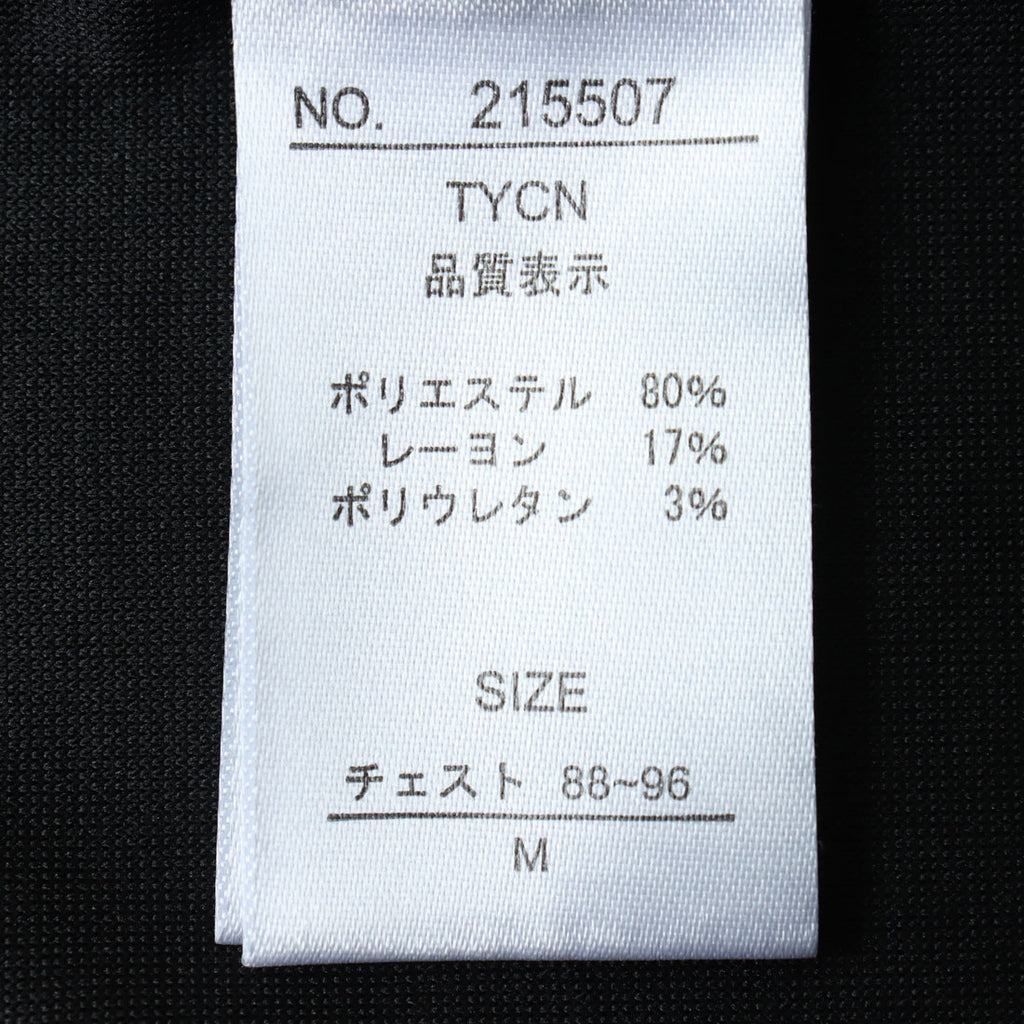 NO. 215507
TYCN
品質表示
ポリエステル 80%
レーヨン 17%
ポリウレタン 3%
SIZE
チェスト 88~96
M